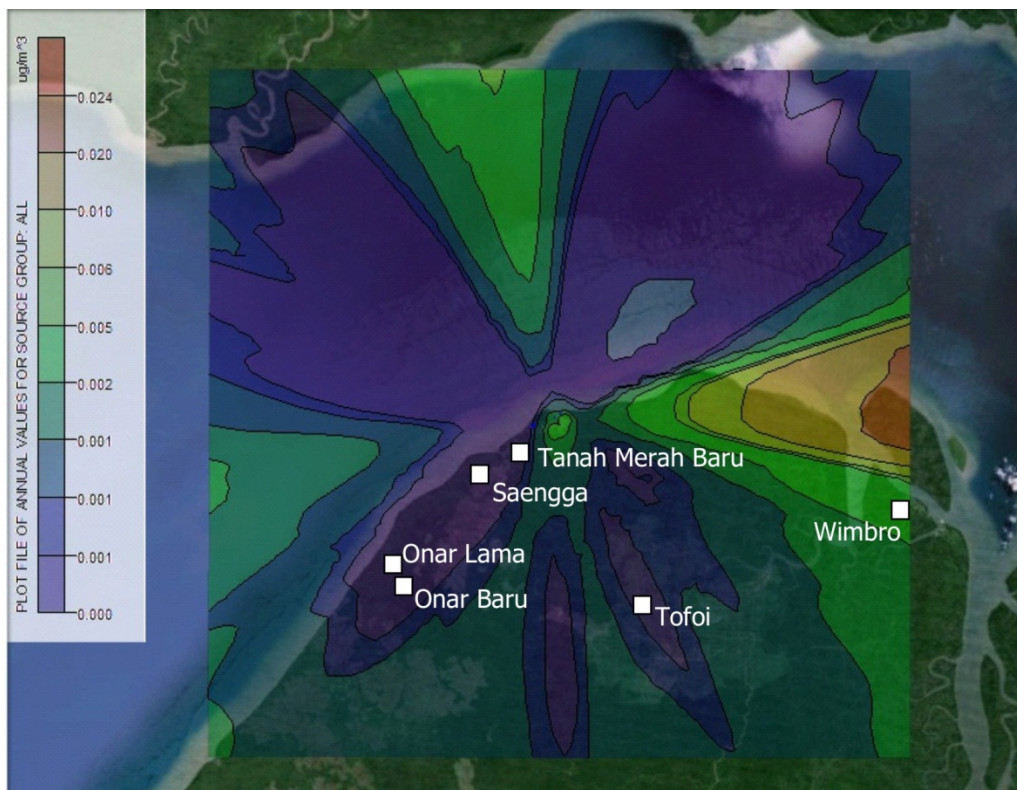 ug/m^3
PLOT FILE OF ANNUAL VALUES FOR SOURCE GROUP: ALL
0.024
0.020
0.010
0.006
0.005
0.002
0.001
0.001
0.001
0.000
Tanah Merah Baru
Saengga
Wimbro
Onar Lama
Onar Baru
Tofoi